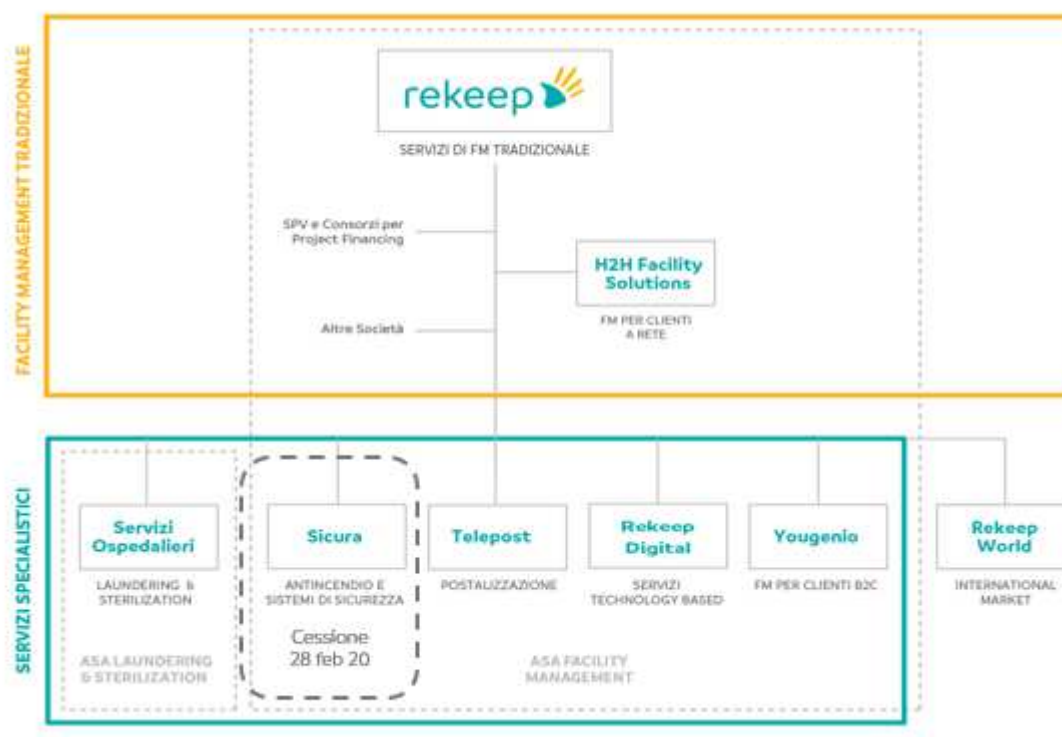 FACILITY MANAGEMENT TRADIZIONALE
rekeep
SERVIZI DI FM TRADIZIONALE
SPV e Consorzi per
Project Financing
H2H Facility
Solutions
FM PER CLIENTI
A RETE
Altre Società
SERVIZI SPECIALISTICI
Servizi
Ospedalieri
LAUNDERING &
STERILIZATION
ASA LAUNDERING
& STERILIZATION
Sicura
ANTINCENDIO E
SISTEMI DI SICUREZZA
Cessione
28 feb 20
Telepost
POSTALIZZAZIONE
Rekeep
Digital
SERVIZI
TECHNOLOGY BASED
Yougenio
FM PER CLIENTI B2C
ASA FACILITY
MANAGEMENT
Rekeep
World
INTERNATIONAL
MARKET